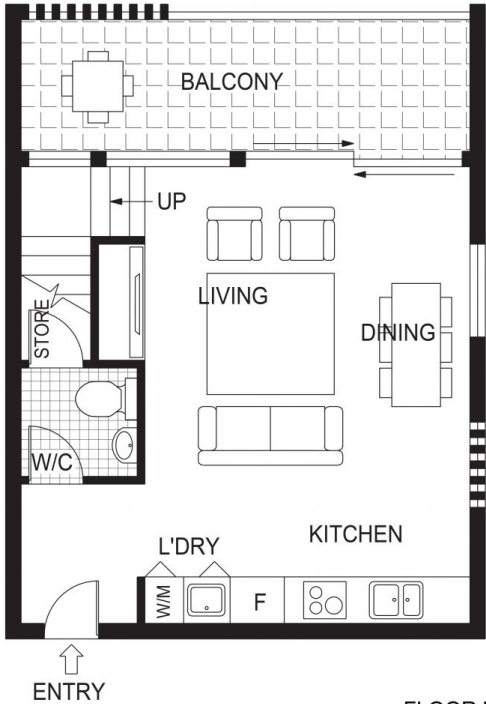 BALCONY
UP
LIVING
STORE
DINING
W/C
KITCHEN
L'DRY
W/M
F
ENTRY